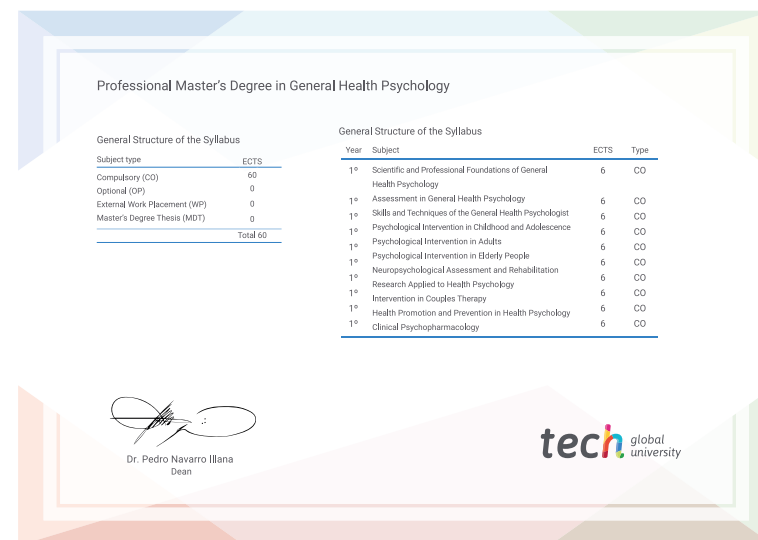 Professional Master's Degree in General Health Psychology
General Structure of the Syllabus
Subject type ECTS
Compulsory (CO) 60
Optional (OP) 0
External Work Placement (WP) 0
Master's Degree Thesis (MDT) 0
Total 60
General Structure of the Syllabus
Year Subject ECTS Type
1º Scientific and Professional Foundations of General 6 CO
Health Psychology
1º Assessment in General Health Psychology 6 CO
1º Skills and Techniques of the General Health Psychologist 6 CO
1º Psychological Intervention in Childhood and Adolescence 6 CO
1º Psychological Intervention in Adults 6 CO
1º Psychological Intervention in Elderly People 6 CO
1º Neuropsychological Assessment and Rehabilitation 6 CO
1º Research Applied to Health Psychology 6 CO
1º Intervention in Couples Therapy 6 CO
1º Health Promotion and Prevention in Health Psychology 6 CO
Clinical Psychopharmacology
Dr. Pedro Navarro Illana
Dean
tech global
university